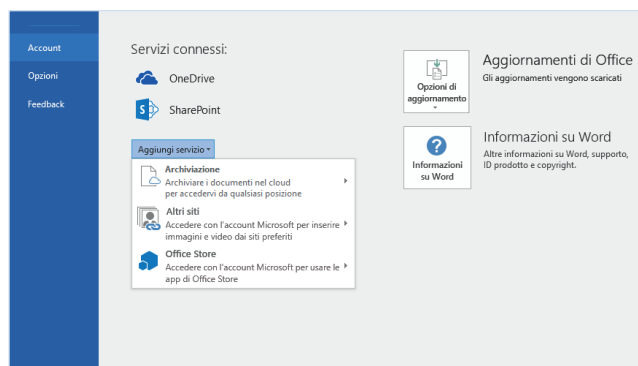 Account
Opzioni
Feedback
Servizi connessi:
OneDrive
S
SharePoint
Aggiungi servizio
Archiviazione
Archiviare i documenti nel cloud
per accedervi da qualsiasi posizione
Altri siti
Accedere con l'account Microsoft per inserire
immagini e video dai siti preferiti
Office Store
Accedere con l'account Microsoft per usare le
app di Office Store
Opzioni di
aggiornamento
Aggiornamenti di Office
Gli aggiornamenti vengono scaricati
?
Informazioni
su Word
Informazioni su Word
Altre informazioni su Word, supporto,
ID prodotto e copyright.